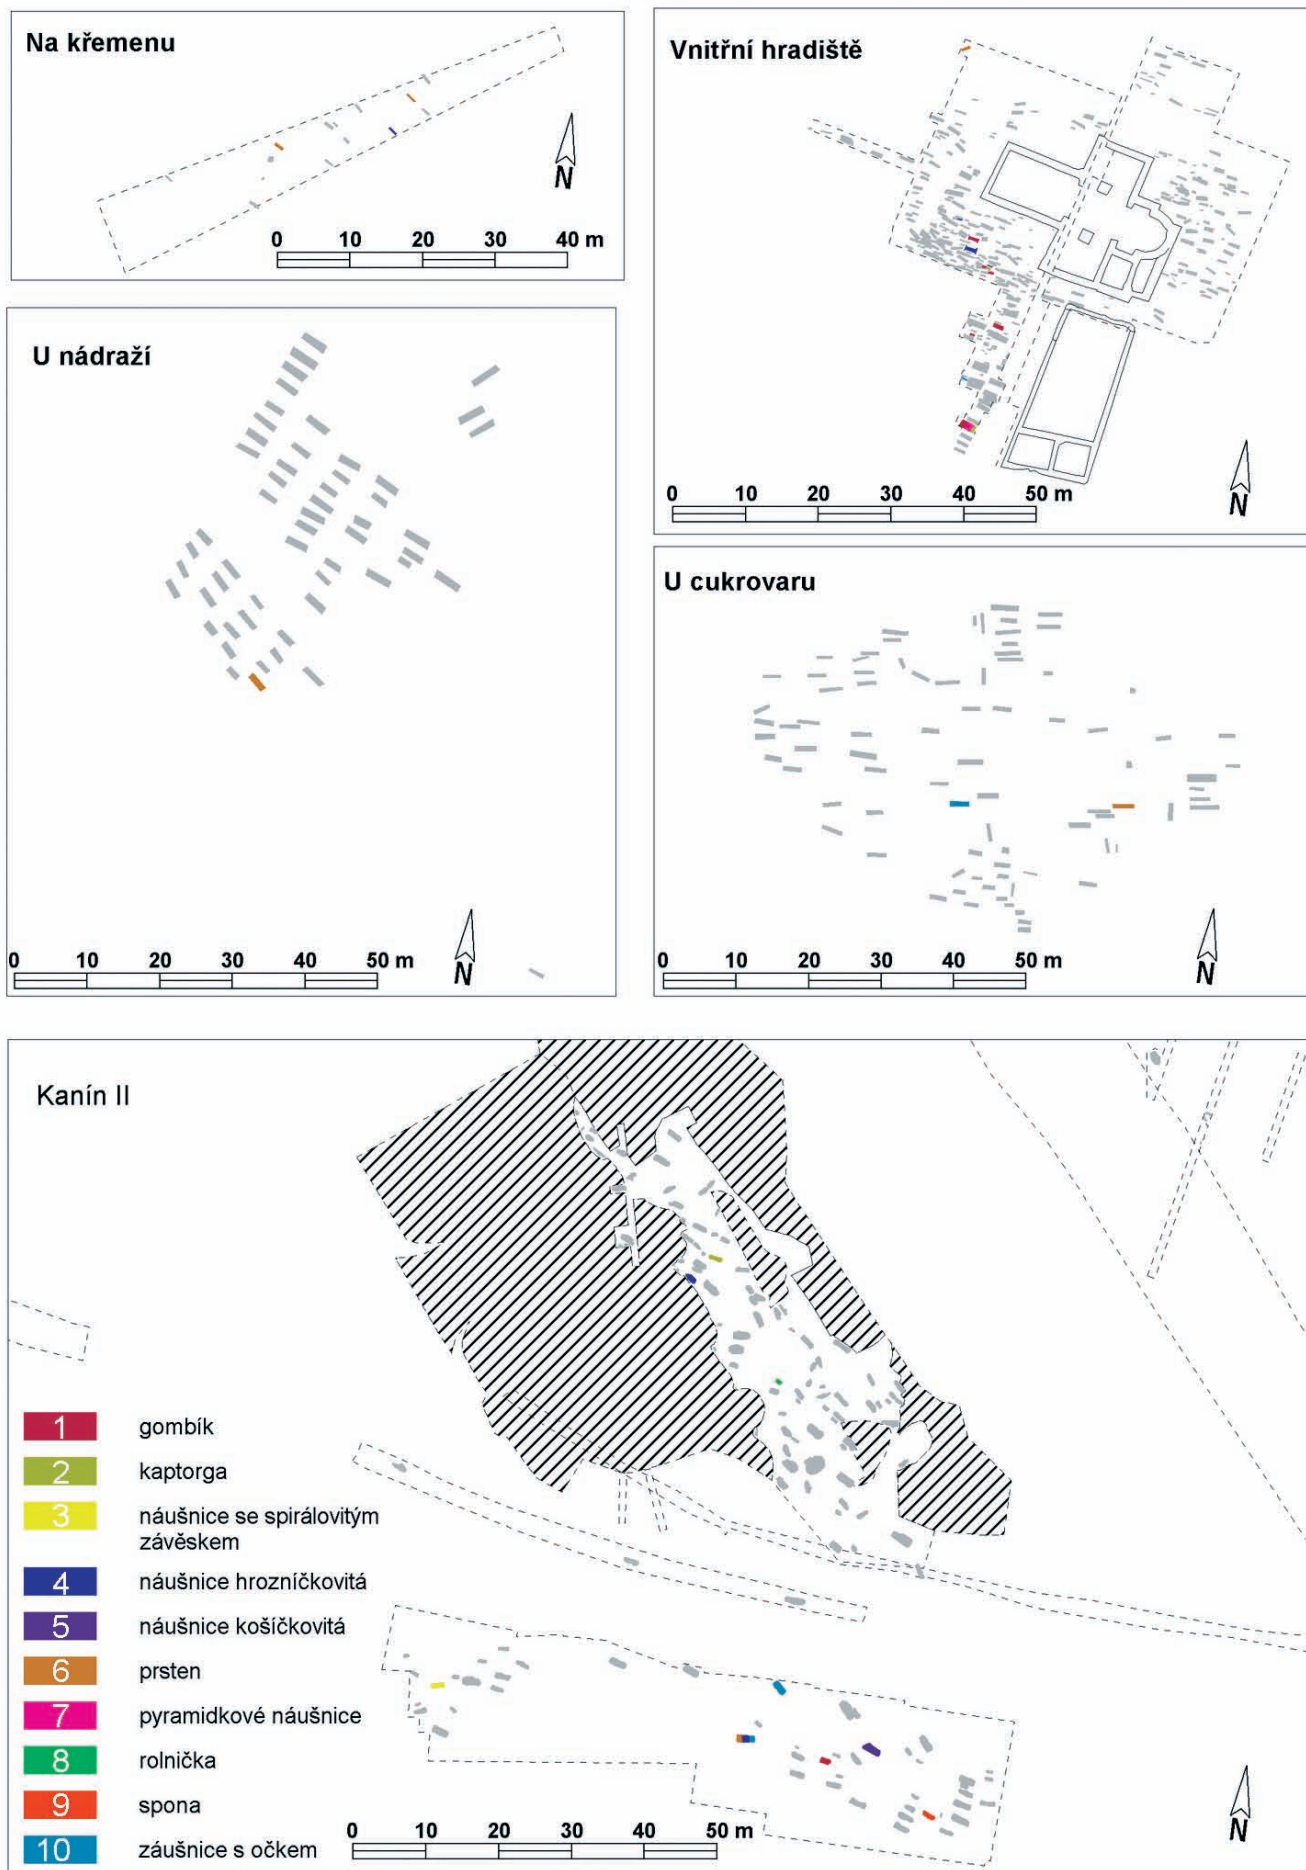 Na křemenu
N
0 10 20 30 40 m
Vnitřní hradiště
0 10 20 30 40 50 m
N
U nádraží
0 10 20 30 40 50 m
N
U cukrovaru
0 10 20 30 40 50 m
N
Kanín II
1 gombík
2 kaptorga
3 náušnice se spirálovitým
závěskem
4 náušnice hrozníčkovitá
5 náušnice košíčkovitá
6 prsten
7 pyramidkové náušnice
8 rolnička
9 spona
10 záušnice s očkem
0 10 20 30 40 50 m
N